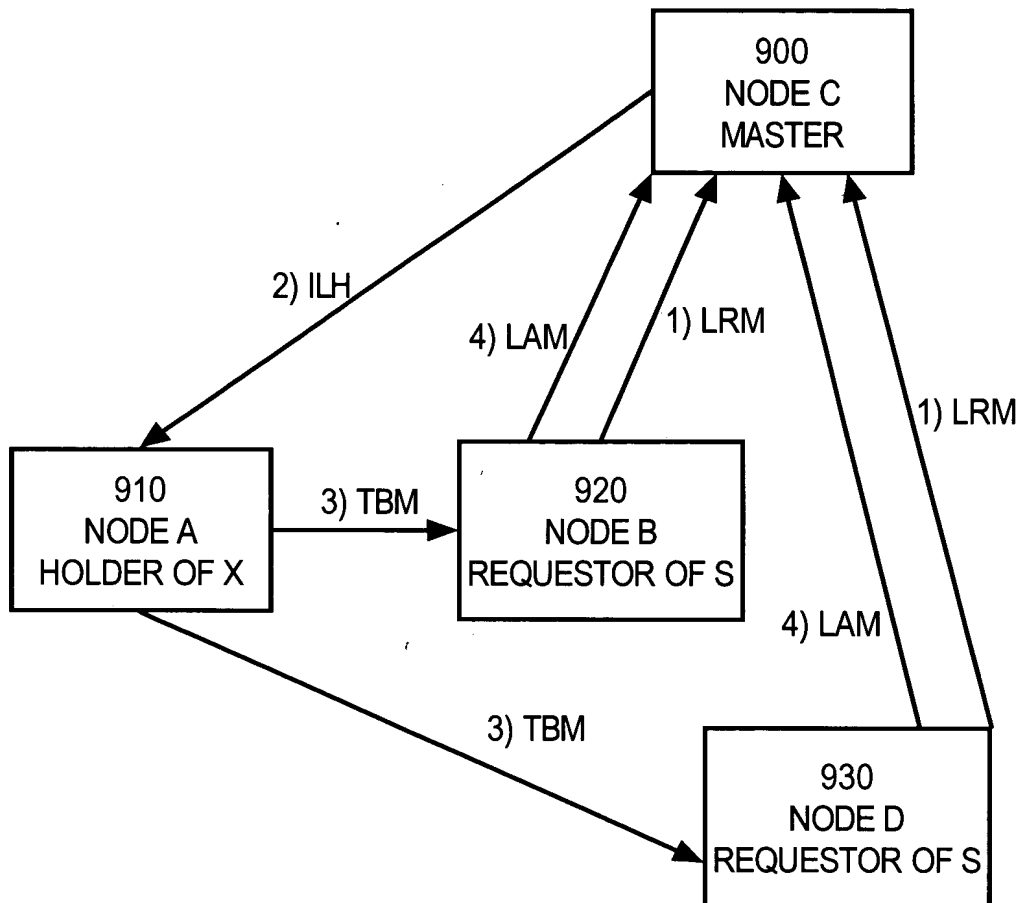 900
NODE C
MASTER
2) ILH
4) LAM
1) LRM
1) LRM
910
NODE A
HOLDER OF X
3) TBM
920
NODE B
REQUESTOR OF S
4) LAM
3) TBM
930
NODE D
REQUESTOR OF S